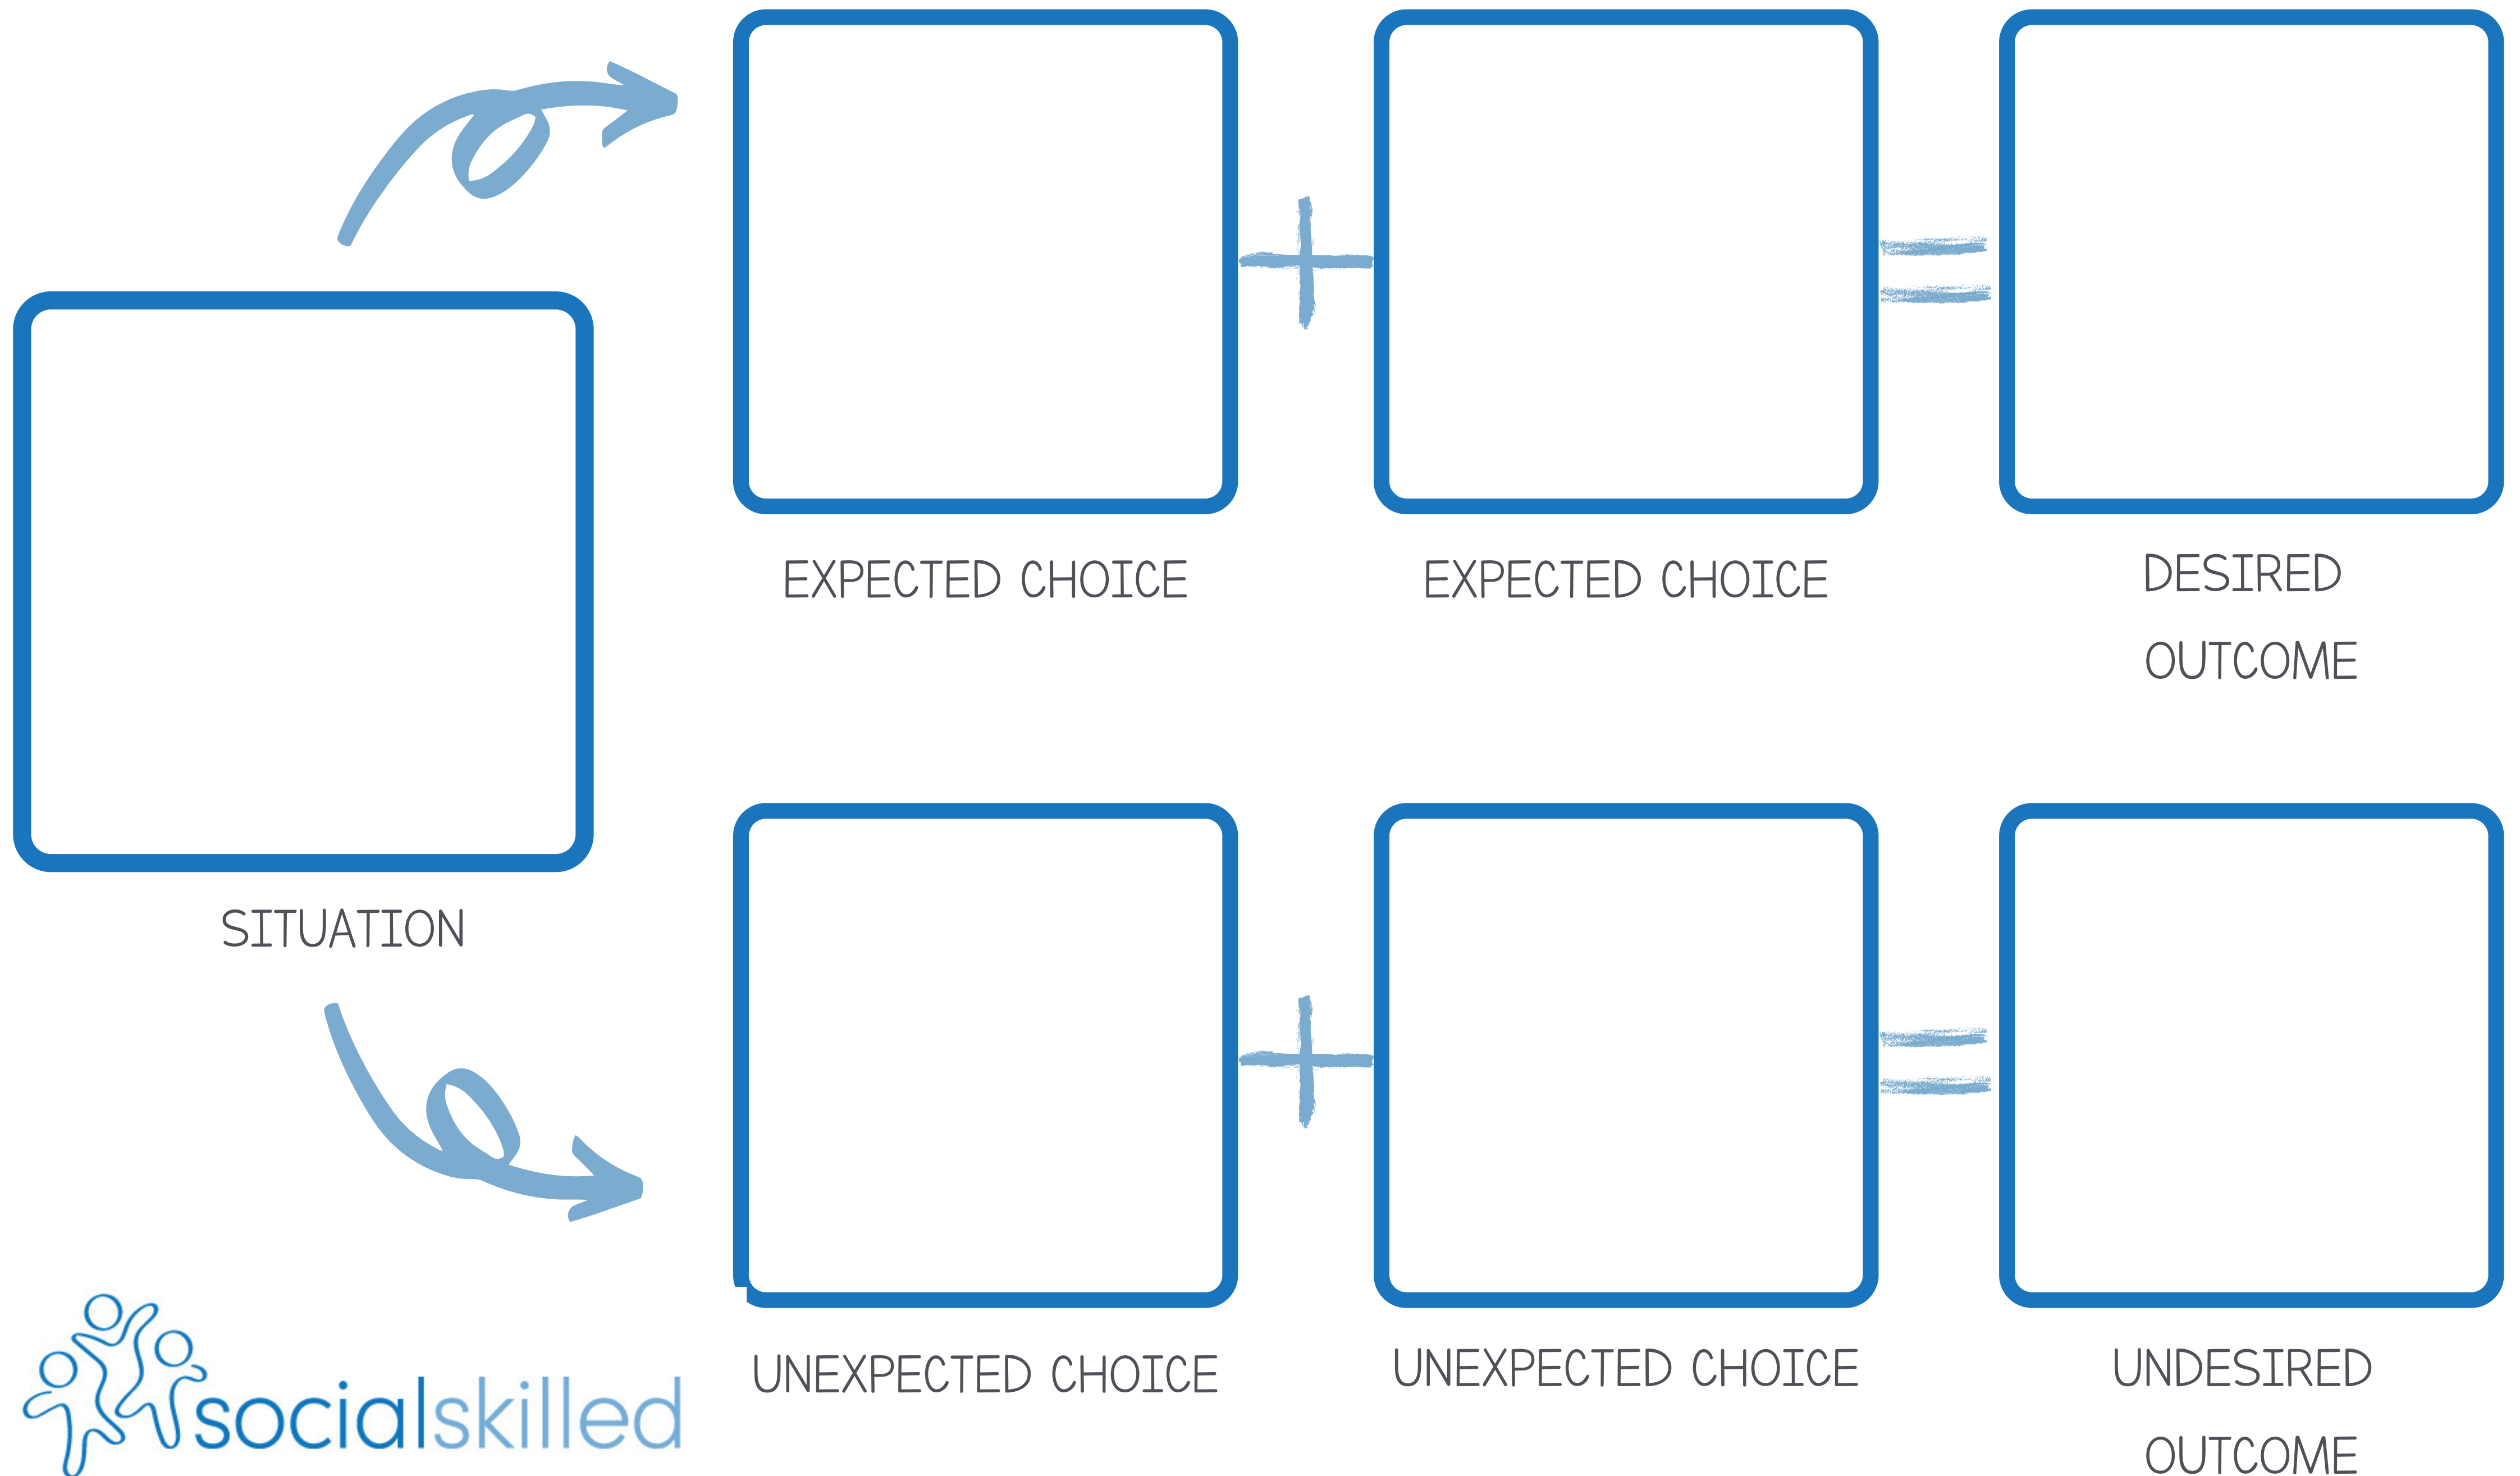 EXPECTED CHOICE
EXPECTED CHOICE
DESIRED
OUTCOME
SITUATION
UNEXPECTED CHOICE
UNEXPECTED CHOICE
UNDESIRED
OUTCOME
socialskilled